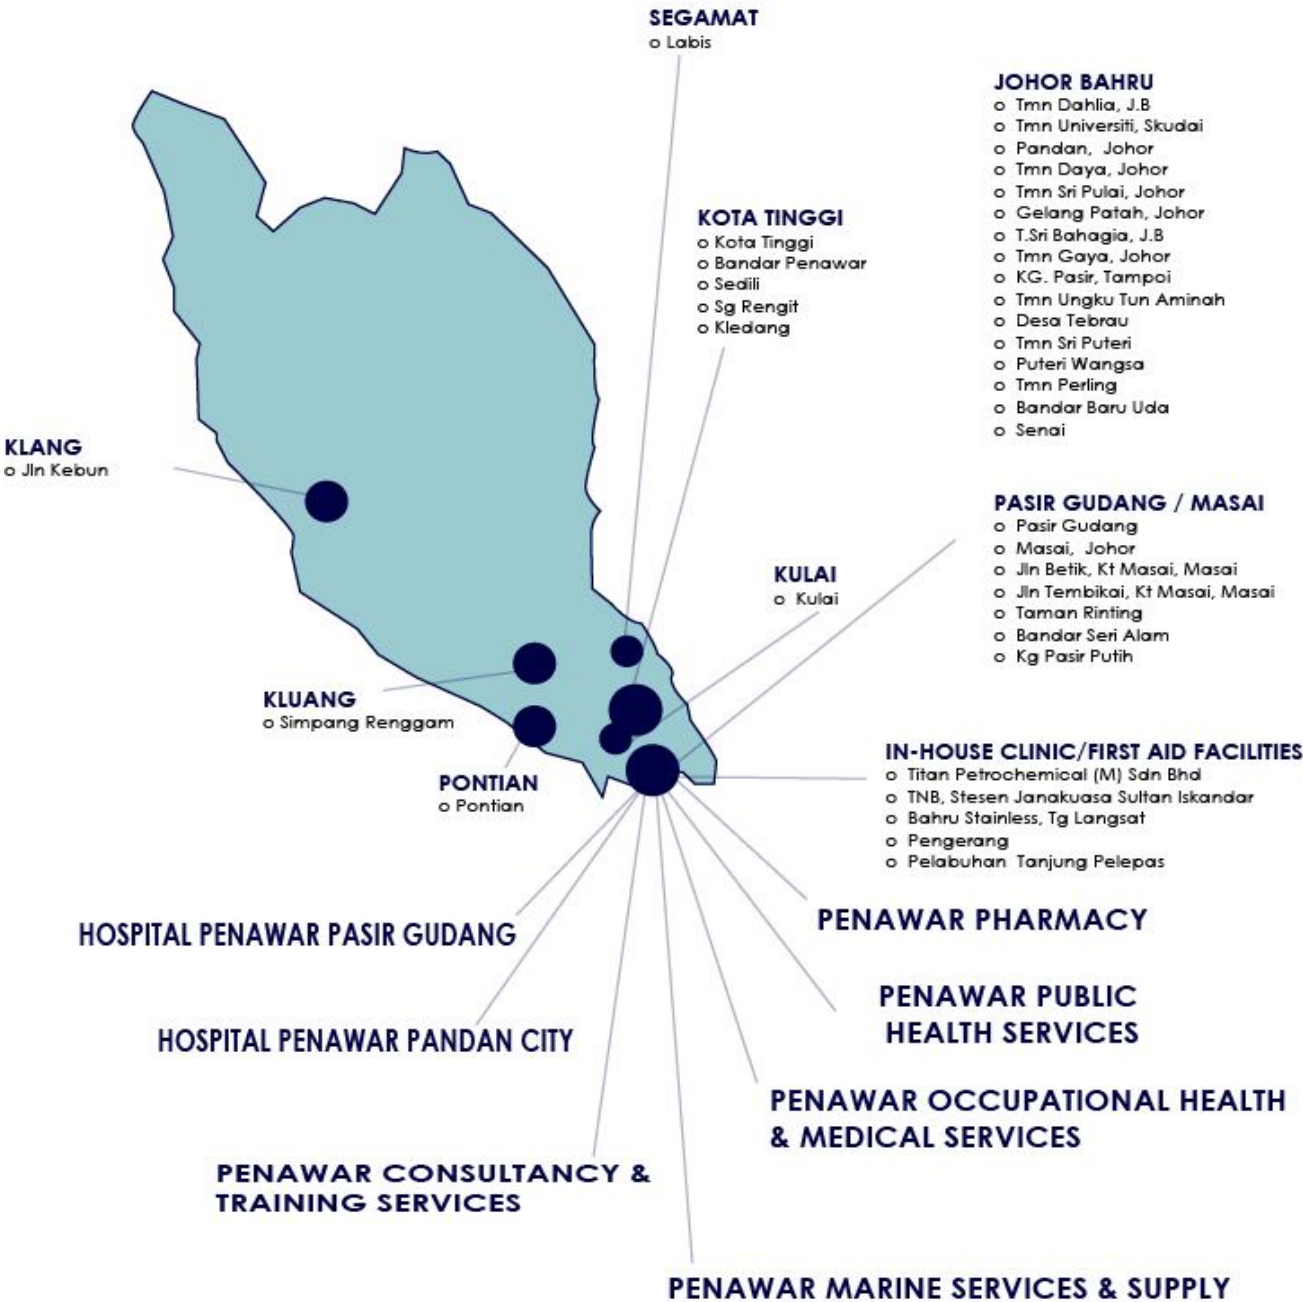 SEGAMAT
o Labis
JOHOR BAHRU
o Tmn Dahlia, J.B
o Tmn Universiti, Skudai
o Pandan, Johor
o Tmn Daya, Johor
o Tmn Sri Pulai, Johor
o Gelang Patah, Johor
o T.Sri Bahagia, J.B
o Tmn Gaya, Johor
o KG. Pasir, Tampoi
o Tmn Ungku Tun Aminah
o Desa Tebrau
o Tmn Sri Puteri
o Puteri Wangsa
o Tmn Perling
o Bandar Baru Uda
o Senai
KOTA TINGGI
o Kota Tinggi
o Bandar Penawar
o Sedili
o Sg Rengit
o Kledang
KLANG
o Jln Kebun
PASIR GUDANG / MASAI
o Pasir Gudang
o Masai, Johor
o Jln Betik, Kt Masai, Masai
o Jln Tembikai, Kt Masai, Masai
o Taman Rinting
o Bandar Seri Alam
o Kg Pasir Putih
KULAI
o Kulai
KLUANG
o Simpang Renggam
PONTIAN
o Pontian
IN-HOUSE CLINIC/FIRST AID FACILITIES
o Titan Petrochemical (M) Sdn Bhd
o TNB, Stesen Janakuasa Sultan Iskandar
o Bahru Stainless, Tg Langsat
o Pengerang
o Pelabuhan Tanjung Pelepas
HOSPITAL PENAWAR PASIR GUDANG
PENAWAR PHARMACY
PENAWAR PUBLIC
HEALTH SERVICES
HOSPITAL PENAWAR PANDAN CITY
PENAWAR OCCUPATIONAL HEALTH
& MEDICAL SERVICES
PENAWAR CONSULTANCY &
TRAINING SERVICES
PENAWAR MARINE SERVICES & SUPPLY